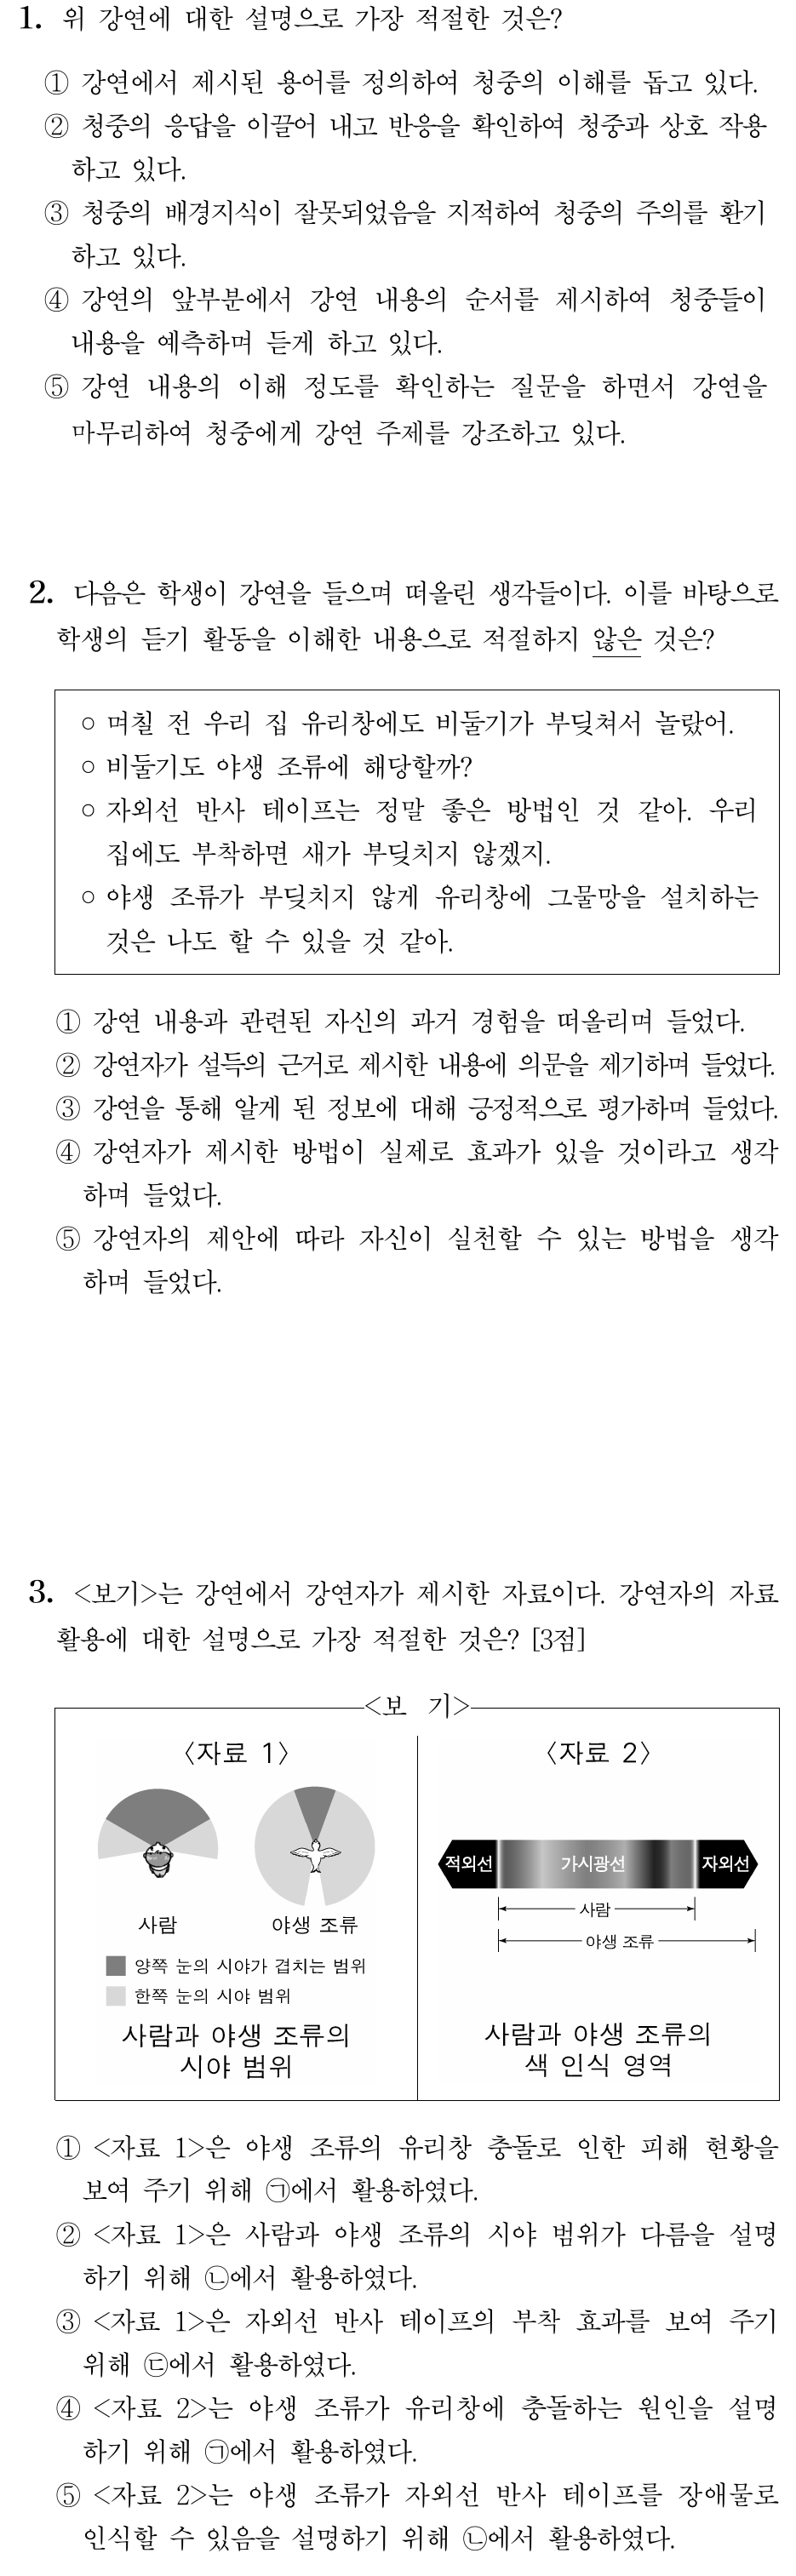 1. 위 강연에 대한 설명으로 가장 적절한 것은?
① 강연에서 제시된 용어를 정의하여 청중의 이해를 돕고 있다.
② 청중의 응답을 이끌어 내고 반응을 확인하여 청중과 상호 작용
하고 있다.
③ 청중의 배경지식이 잘못되었음을 지적하여 청중의 주의를 환기
하고 있다.
④ 강연의 앞부분에서 강연 내용의 순서를 제시하여 청중들이
내용을 예측하며 듣게 하고 있다.
⑤ 강연 내용의 이해 정도를 확인하는 질문을 하면서 강연을
마무리하여 청중에게 강연 주제를 강조하고 있다.
2. 다음은 학생이 강연을 들으며 떠올린 생각들이다. 이를 바탕으로
학생의 듣기 활동을 이해한 내용으로 적절하지 않은 것은?
○ 며칠 전 우리 집 유리창에도 비둘기가 부딪쳐서 놀랐어.
○ 비둘기도 야생 조류에 해당할까?
○ 자외선 반사 테이프는 정말 좋은 방법인 것 같아. 우리
집에도 부착하면 새가 부딪치지 않겠지.
○ 야생 조류가 부딪치지 않게 유리창에 그물망을 설치하는
것은 나도 할 수 있을 것 같아.
① 강연 내용과 관련된 자신의 과거 경험을 떠올리며 들었다.
② 강연자가 설득의 근거로 제시한 내용에 의문을 제기하며 들었다.
③ 강연을 통해 알게 된 정보에 대해 긍정적으로 평가하며 들었다.
④ 강연자가 제시한 방법이 실제로 효과가 있을 것이라고 생각
하며 들었다.
⑤ 강연자의 제안에 따라 자신이 실천할 수 있는 방법을 생각
하며 들었다.
3. <보기>는 강연에서 강연자가 제시한 자료이다. 강연자의 자료
활용에 대한 설명으로 가장 적절한 것은? [3점]
<보 기>
〈자료 1〉
사람
야생 조류
양쪽 눈의 시야가 겹치는 범위
한쪽 눈의 시야 범위
사람과 야생 조류의
시야 범위
〈자료 2〉
적외선 가시광선 자외선
사람
야생 조류
사람과 야생 조류의
색 인식 영역
① <자료 1>은 야생 조류의 유리창 충돌로 인한 피해 현황을
보여 주기 위해 ㉠에서 활용하였다.
② <자료 1>은 사람과 야생 조류의 시야 범위가 다름을 설명
하기 위해 ㉡에서 활용하였다.
③ <자료 1>은 자외선 반사 테이프의 부착 효과를 보여 주기
위해 ㉢에서 활용하였다.
④ <자료 2>는 야생 조류가 유리창에 충돌하는 원인을 설명
하기 위해 ㉠에서 활용하였다.
⑤ <자료 2>는 야생 조류가 자외선 반사 테이프를 장애물로
인식할 수 있음을 설명하기 위해 ㉡에서 활용하였다.